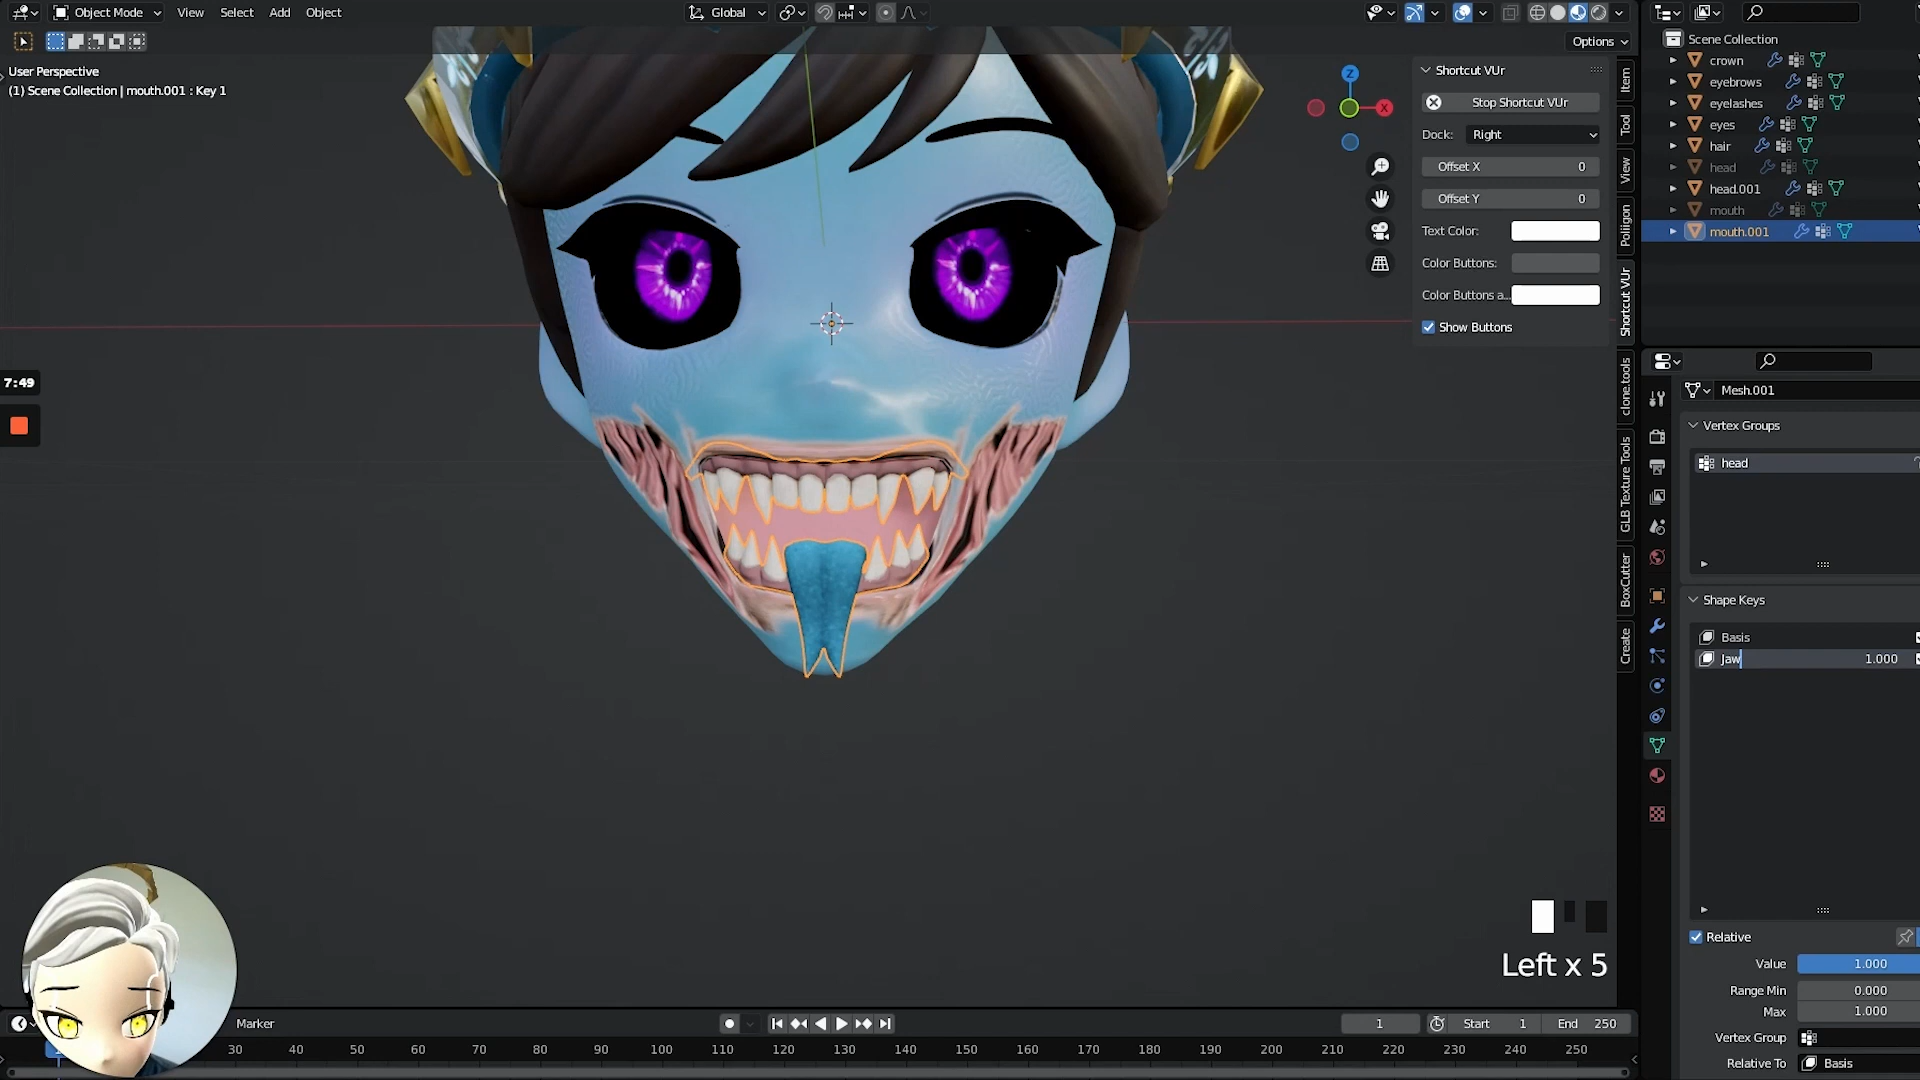 Object Mode View Select Add Object Global
Options
User Perspective
(1) Scene Collection | mouth.001 : Key 1
Z
X
7:49
Shortcut VUr
Stop Shortcut VUr
Dock: Right
Offset X 0
Offset Y 0
Text Color:
Color Buttons:
Color Buttons a...
Show Buttons
Item
Tool
View
Poliigon
Shortcut VUr
clone.tools
GLB Texture Tools
BoxCutter
Create
Scene Collection
crown
eyebrows
eyelashes
eyes
hair
head
head.001
mouth
mouth.001
Mesh.001
Vertex Groups
head
Shape Keys
Basis
Jaw 1.000
Relative
Value 1.000
Range Min 0.000
Max 1.000
Vertex Group
Relative To Basis
Left x 5
Marker
1 Start 1 End 250
30 40 50 60 70 80 90 100 110 120 130 140 150 160 170 180 190 200 210 220 230 240 250